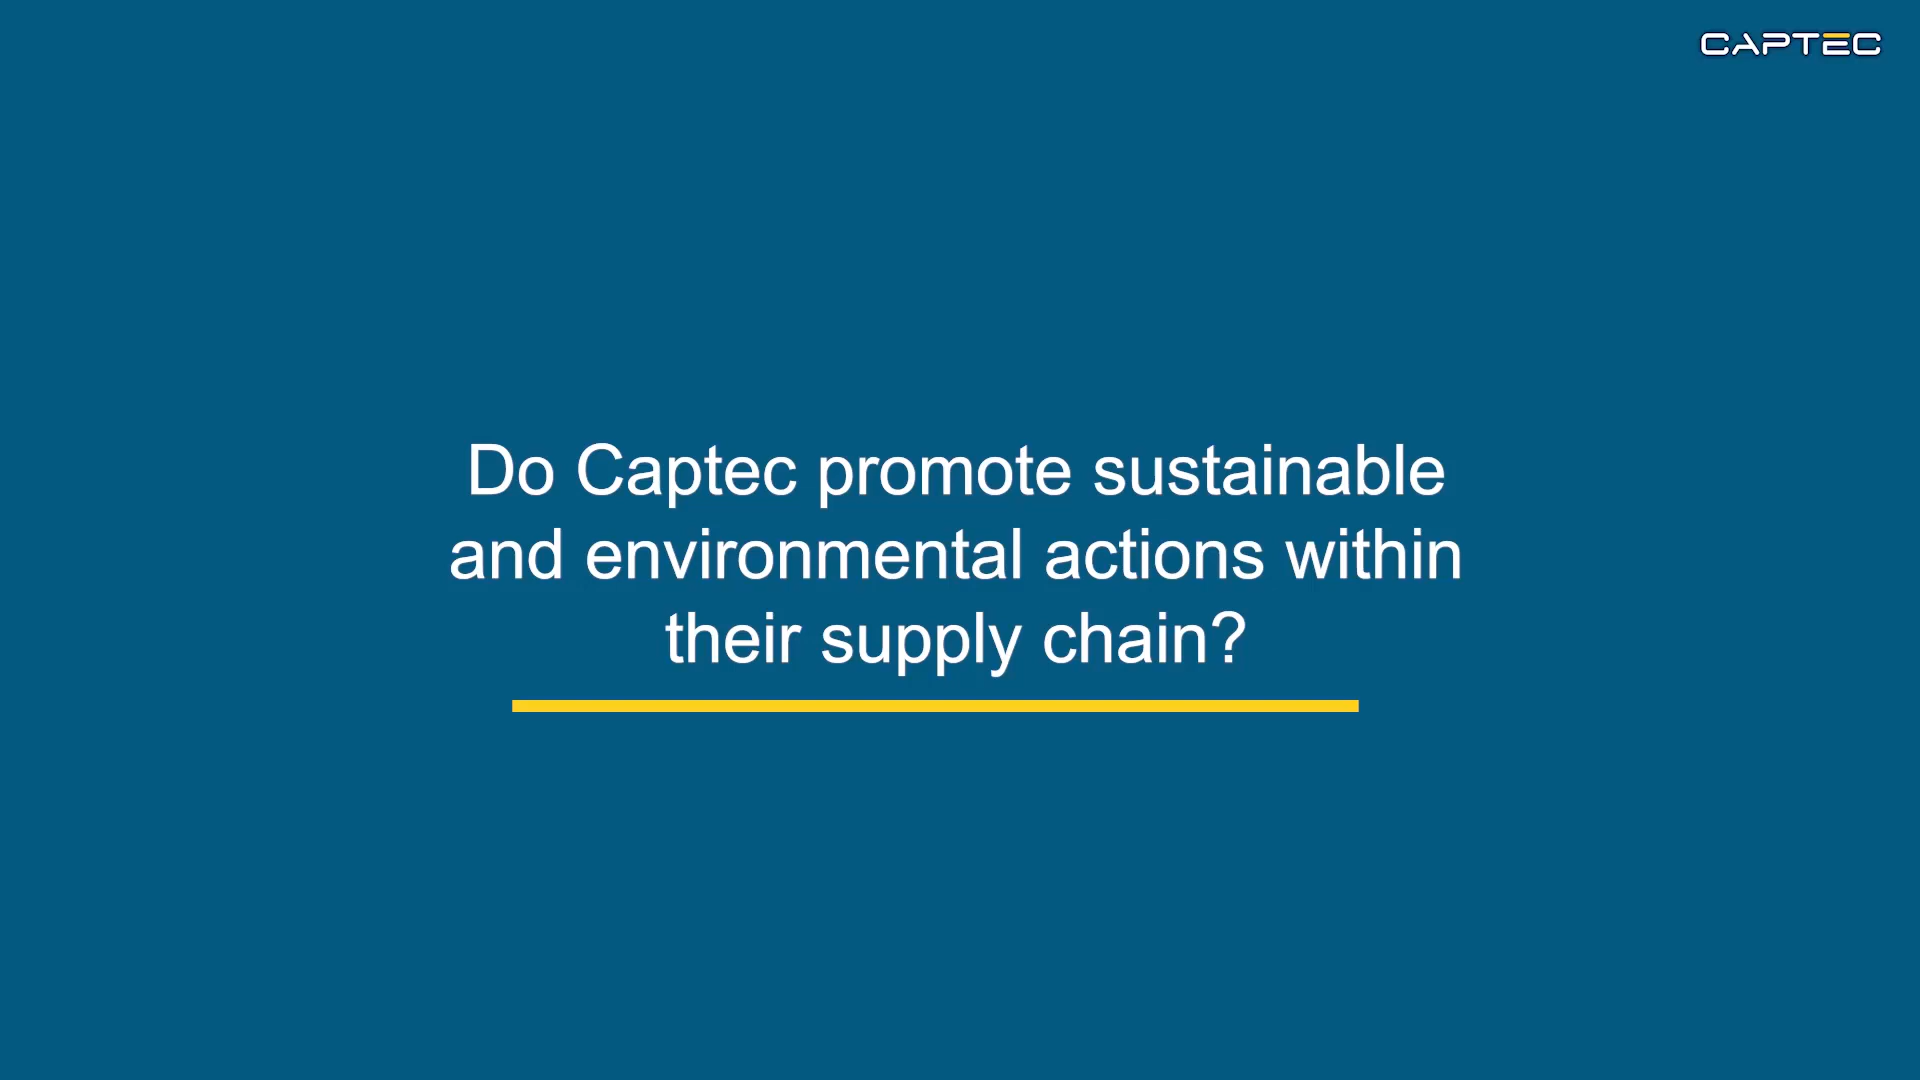 CAPTEC
Do Captec promote sustainable
and environmental actions within
their supply chain?